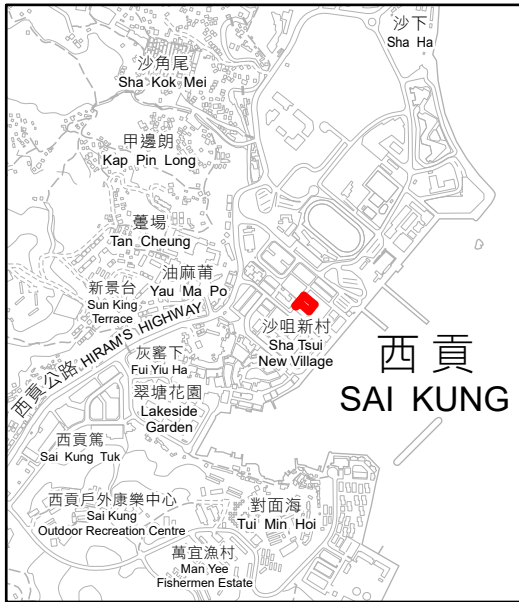 沙下
Sha Ha
沙角尾
Sha Kok Mei
甲邊朗
Kap Pin Long
躉場
Tan Cheung
油麻莆
Yau Ma Po
新景台
Sun King
Terrace
西貢公路 HIRAM'S HIGHWAY
沙咀新村
Sha Tsui
New Village
西貢
SAI KUNG
灰窰下
Fui Yiu Ha
翠塘花園
Lakeside
Garden
西貢篤
Sai Kung Tuk
西貢戶外康樂中心
Sai Kung
Outdoor Recreation Centre
對面海
Tui Min Hoi
萬宜漁村
Man Yee
Fishermen Estate